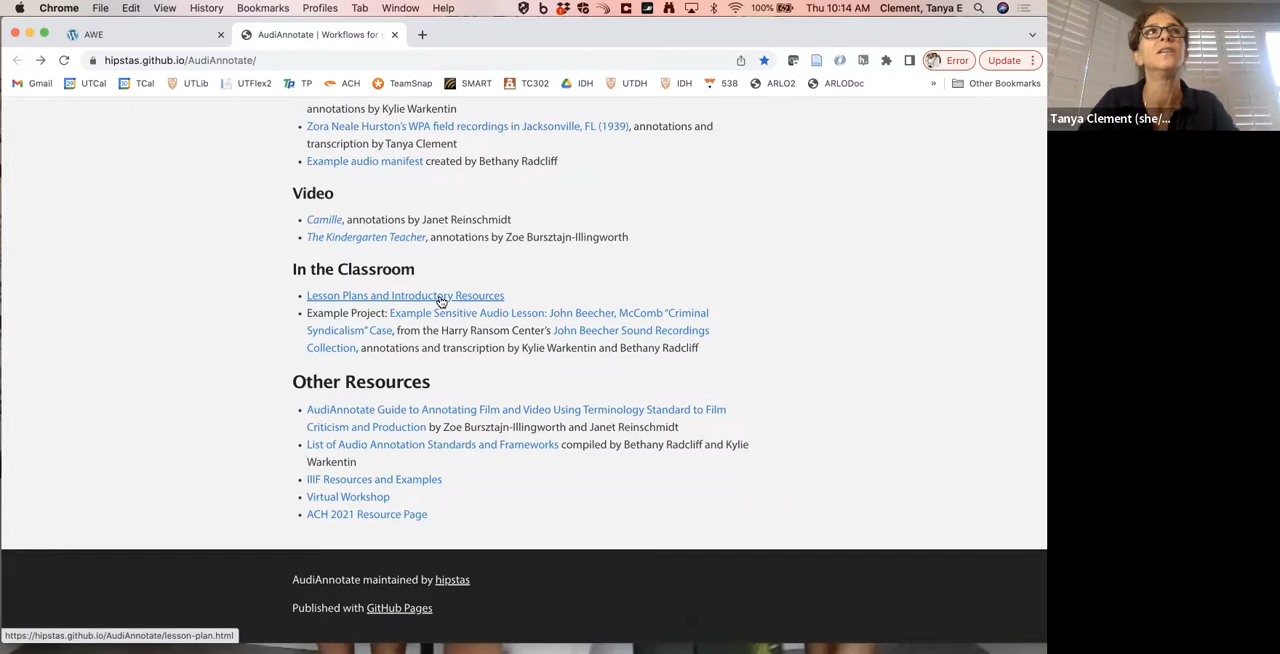 Chrome File Edit View History Bookmarks Profiles Tab Window Help 100% Thu 10:14 AM Clement, Tanya E
AWE AudiAnnotate | Workflows for
hipstas.github.io/AudiAnnotate/ Error Update
Gmail UTCal TCal UTLib UTFlex2 TP ACH TeamSnap SMART TC302 IDH UTDH IDH 538 ARLO2 ARLODoc » Other Bookmarks
annotations by Kylie Warkentin
• Zora Neale Hurston's WPA field recordings in Jacksonville, FL (1939), annotations and
transcription by Tanya Clement
• Example audio manifest created by Bethany Radcliff
Video
• Camille, annotations by Janet Reinschmidt
• The Kindergarten Teacher, annotations by Zoe Bursztajn-Illingworth
In the Classroom
• Lesson Plans and Introductory Resources
• Example Project: Example Sensitive Audio Lesson: John Beecher, McComb "Criminal
Syndicalism" Case, from the Harry Ransom Center's John Beecher Sound Recordings
Collection, annotations and transcription by Kylie Warkentin and Bethany Radcliff
Other Resources
• AudiAnnotate Guide to Annotating Film and Video Using Terminology Standard to Film
Criticism and Production by Zoe Bursztajn-Illingworth and Janet Reinschmidt
• List of Audio Annotation Standards and Frameworks compiled by Bethany Radcliff and Kylie
Warkentin
• IIIF Resources and Examples
• Virtual Workshop
• ACH 2021 Resource Page
AudiAnnotate maintained by hipstas
Published with GitHub Pages
https://hipstas.github.io/AudiAnnotate/lesson-plan.html
Tanya Clement (she/...